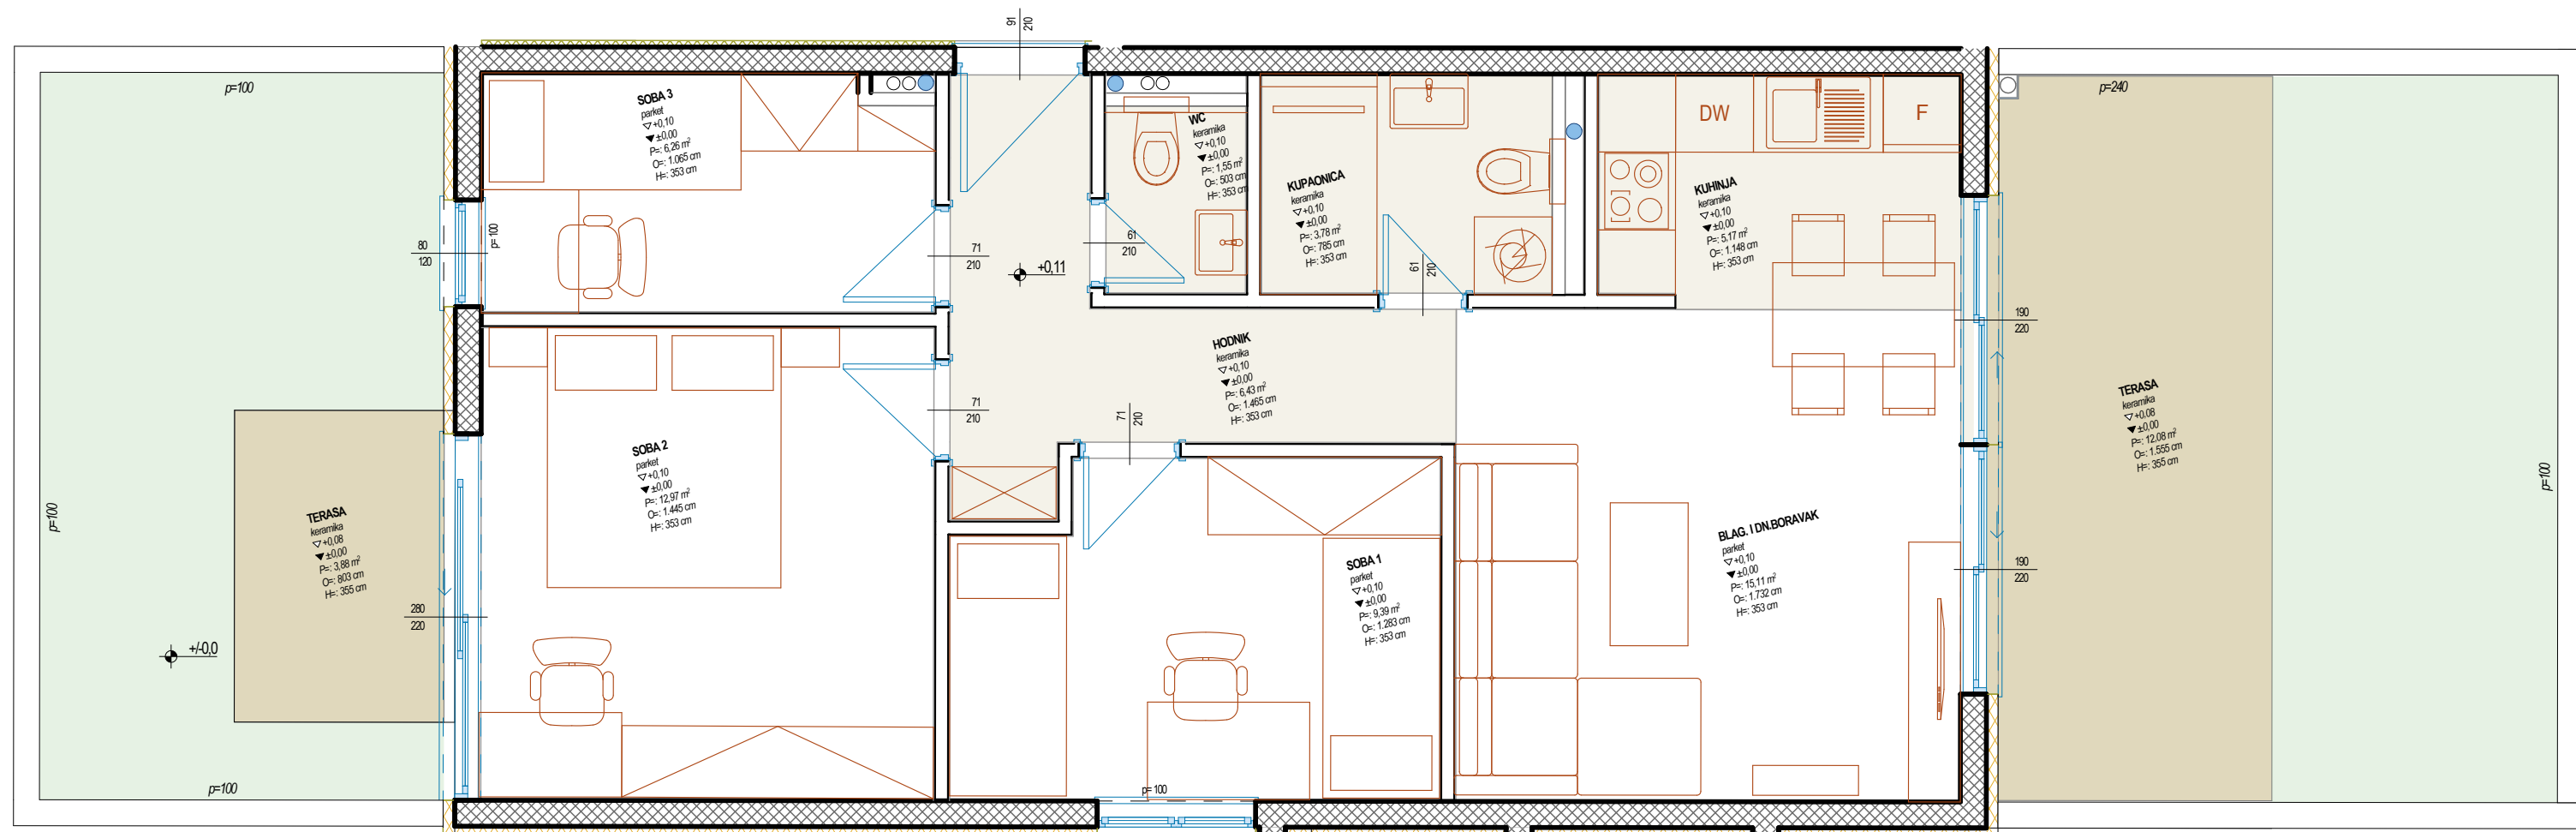 91
210
p=100
SOBA 3
parket
▽+0,10
▼±0,00
P=: 6,26 m²
O=: 1.065 cm
H=: 353 cm
WC
keramika
▽+0,10
▼±0,00
P=: 1,55 m²
O=: 503 cm
H=: 353 cm
KUPAONICA
keramika
▽+0,10
▼±0,00
P=: 3,78 m²
O=: 785 cm
H=: 353 cm
DW
F
KUHINJA
keramika
▽+0,10
▼±0,00
P=: 5,17 m²
O=: 1.148 cm
H=: 353 cm
p=240
80
120
p=100
71
210
+0,11
61
210
61
210
190
220
HODNIK
keramika
▽+0,10
▼±0,00
P=: 6,43 m²
O=: 1.465 cm
H=: 353 cm
71
210
71
210
TERASA
keramika
▽+0,08
▼±0,00
P=: 12,08 m²
O=: 1.555 cm
H=: 355 cm
p=100
p=100
SOBA 2
parket
▽+0,10
▼±0,00
P=: 12,97 m²
O=: 1.445 cm
H=: 353 cm
TERASA
keramika
▽+0,08
▼±0,00
P=: 3,88 m²
O=: 803 cm
H=: 355 cm
SOBA 1
parket
▽+0,10
▼±0,00
P=: 9,39 m²
O=: 1.283 cm
H=: 353 cm
BLAG. I DN.BORAVAK
parket
▽+0,10
▼±0,00
P=: 15,11 m²
O=: 1.732 cm
H=: 353 cm
190
220
280
220
+/-0,0
p=100
p= 100